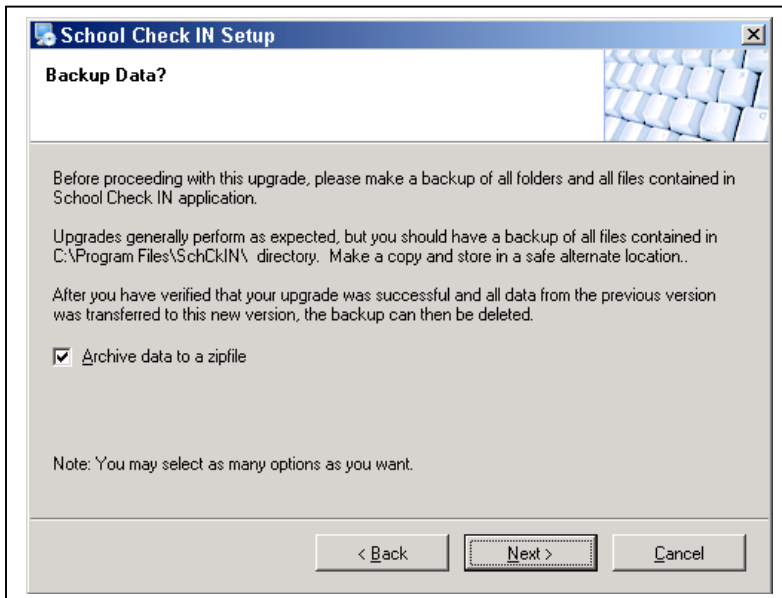 School Check IN Setup
Backup Data?
Before proceeding with this upgrade, please make a backup of all folders and all files contained in
School Check IN application.
Upgrades generally perform as expected, but you should have a backup of all files contained in
C:\Program Files\SchCkIN\ directory. Make a copy and store in a safe alternate location..
After you have verified that your upgrade was successful and all data from the previous version
was transferred to this new version, the backup can then be deleted.
Archive data to a zipfile
Note: You may select as many options as you want.
< Back Next > Cancel